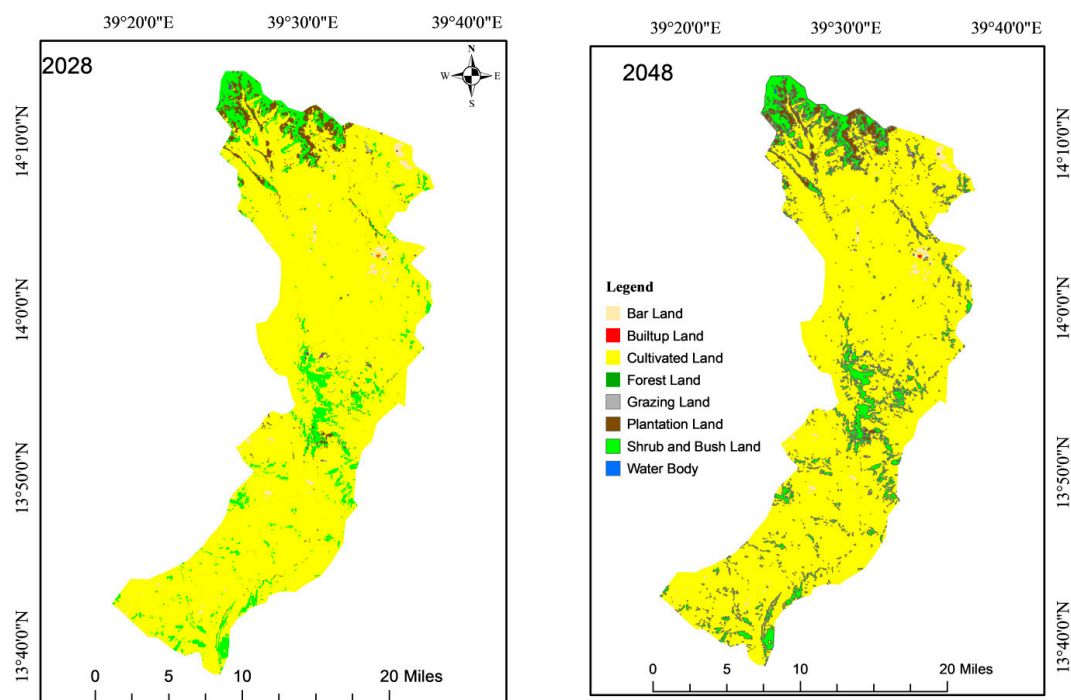 39°20'0"E 39°30'0"E 39°40'0"E
2028
N
W E
S
14°10'0"N
14°0'0"N
13°50'0"N
13°40'0"N
0 5 10 20 Miles
39°20'0"E 39°30'0"E 39°40'0"E
2048
Legend
Bar Land
Builtup Land
Cultivated Land
Forest Land
Grazing Land
Plantation Land
Shrub and Bush Land
Water Body
14°10'0"N
14°0'0"N
13°50'0"N
13°40'0"N
0 5 10 20 Miles